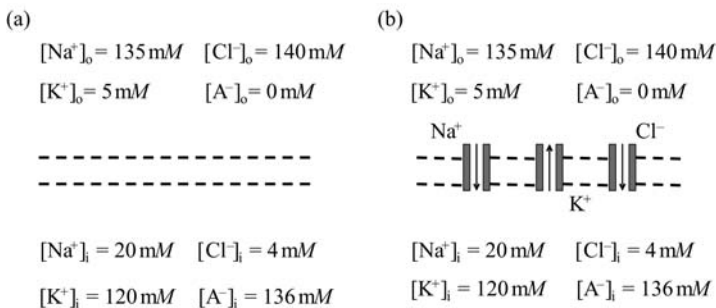 (a)
[Na⁺]ₒ = 135 mM [Cl⁻]ₒ = 140 mM
[K⁺]ₒ = 5 mM [A⁻]ₒ = 0 mM
[Na⁺]ᵢ = 20 mM [Cl⁻]ᵢ = 4 mM
[K⁺]ᵢ = 120 mM [A⁻]ᵢ = 136 mM
(b)
[Na⁺]ₒ = 135 mM [Cl⁻]ₒ = 140 mM
[K⁺]ₒ = 5 mM [A⁻]ₒ = 0 mM
Na⁺ Cl⁻
K⁺
[Na⁺]ᵢ = 20 mM [Cl⁻]ᵢ = 4 mM
[K⁺]ᵢ = 120 mM [A⁻]ᵢ = 136 mM